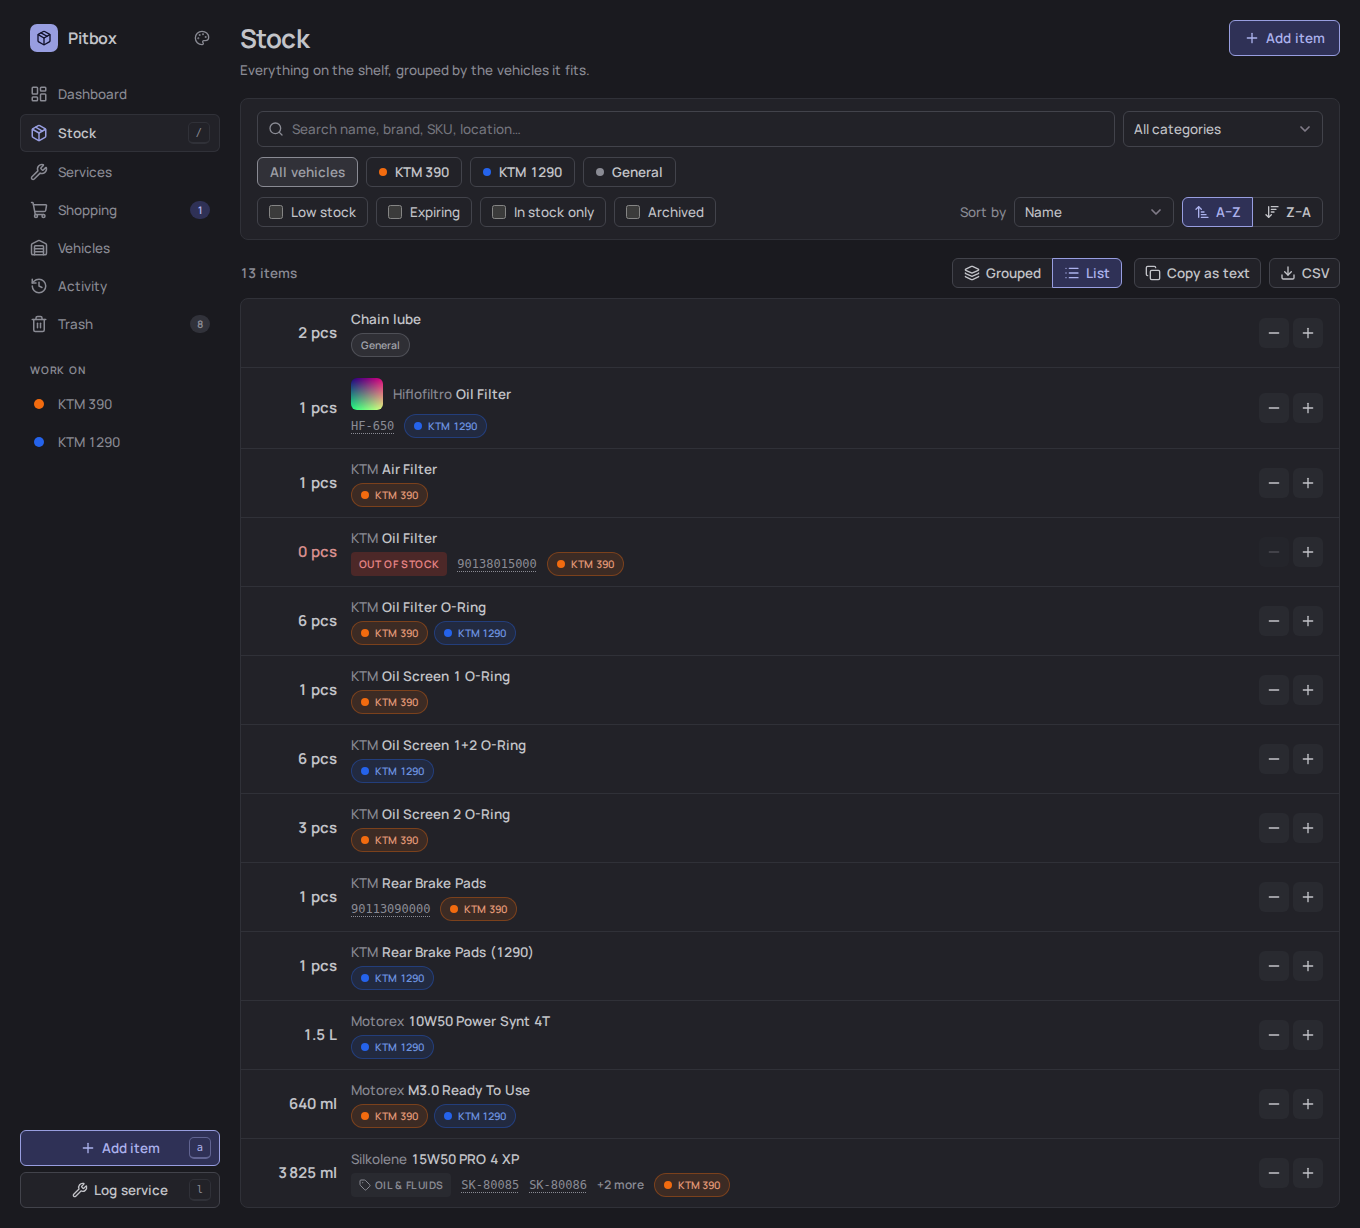 Pitbox
Dashboard
Stock /
Services
Shopping 1
Vehicles
Activity
Trash 8
WORK ON
KTM 390
KTM 1290
Add item a
Log service l
Stock
Add item
Everything on the shelf, grouped by the vehicles it fits.
Search name, brand, SKU, location…
All categories
All vehicles KTM 390 KTM 1290 General
Low stock Expiring In stock only Archived Sort by Name A–Z Z–A
13 items Grouped List Copy as text CSV
2 pcs Chain lube
General
1 pcs Hiflofiltro Oil Filter
HF-650 KTM 1290
1 pcs KTM Air Filter
KTM 390
0 pcs KTM Oil Filter
OUT OF STOCK 90138015000 KTM 390
6 pcs KTM Oil Filter O-Ring
KTM 390 KTM 1290
1 pcs KTM Oil Screen 1 O-Ring
KTM 390
6 pcs KTM Oil Screen 1+2 O-Ring
KTM 1290
3 pcs KTM Oil Screen 2 O-Ring
KTM 390
1 pcs KTM Rear Brake Pads
90113090000 KTM 390
1 pcs KTM Rear Brake Pads (1290)
KTM 1290
1.5 L Motorex 10W50 Power Synt 4T
KTM 1290
640 ml Motorex M3.0 Ready To Use
KTM 390 KTM 1290
3 825 ml Silkolene 15W50 PRO 4 XP
OIL & FLUIDS SK-80085 SK-80086 +2 more KTM 390